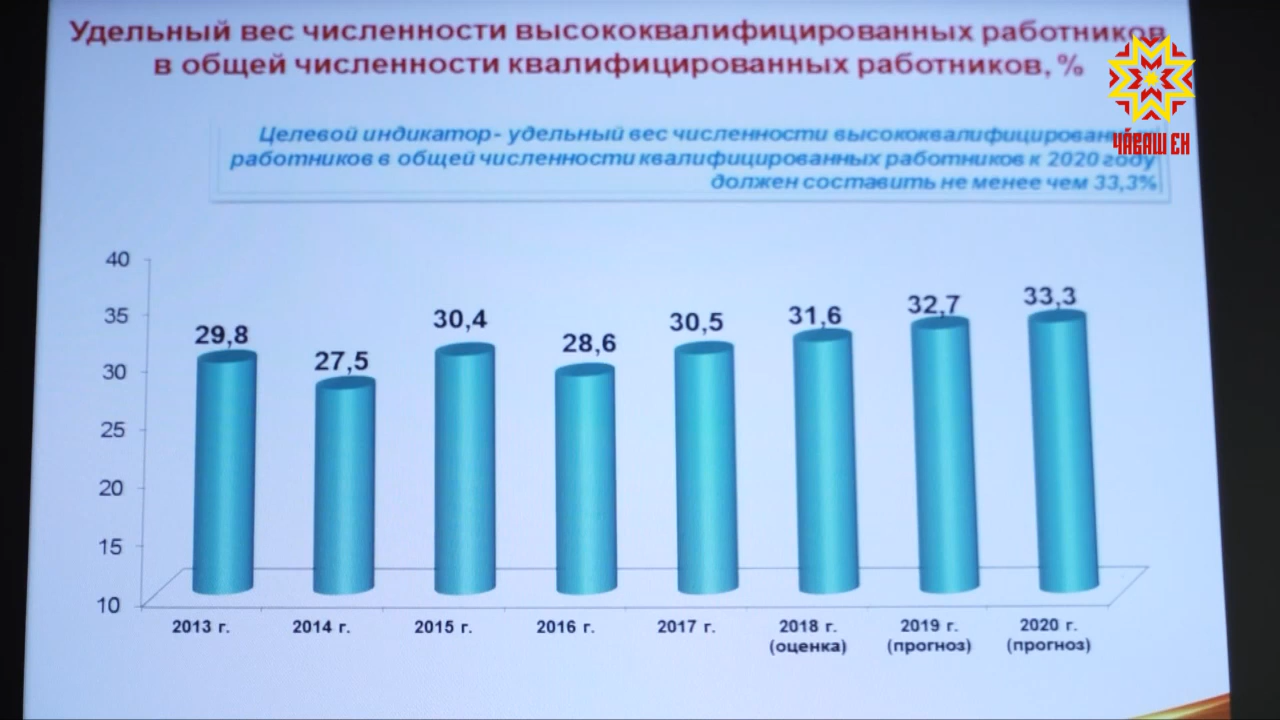 Удельный вес численности высококвалифицированных работников
в общей численности квалифицированных работников, %
ЧӐВАШ ЕН
Целевой индикатор - удельный вес численности
работников в общей численности квалифицированных работников к 2020 году
должен составить не менее чем 33,3%
40
35
30
25
20
15
10
29,8
27,5
30,4
28,6
30,5
31,6
32,7
33,3
2013 г.
2014 г.
2015 г.
2016 г.
2017 г.
2018 г.
(оценка)
2019 г.
(прогноз)
2020 г.
(прогноз)